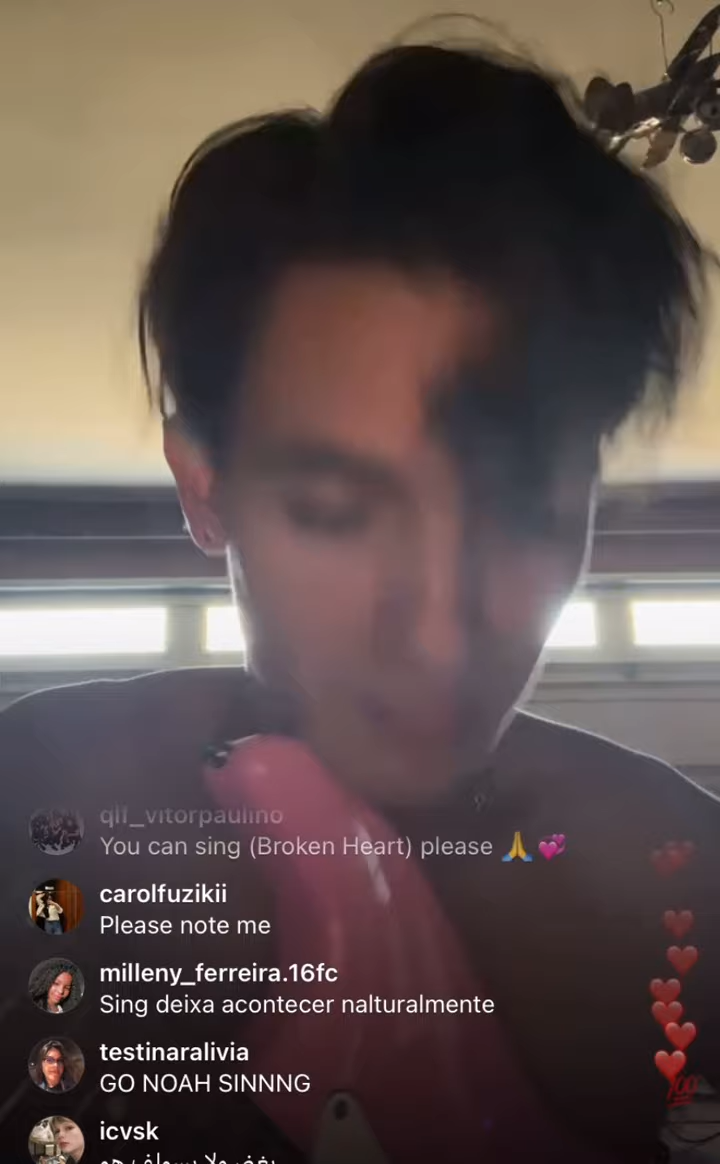 qlf_vitorpaulino
You can sing (Broken Heart) please 🙏 💞
carolfuzikii
Please note me
milleny_ferreira.16fc
Sing deixa acontecer nalturalmente
testinaralivia
GO NOAH SINNNG
icvsk